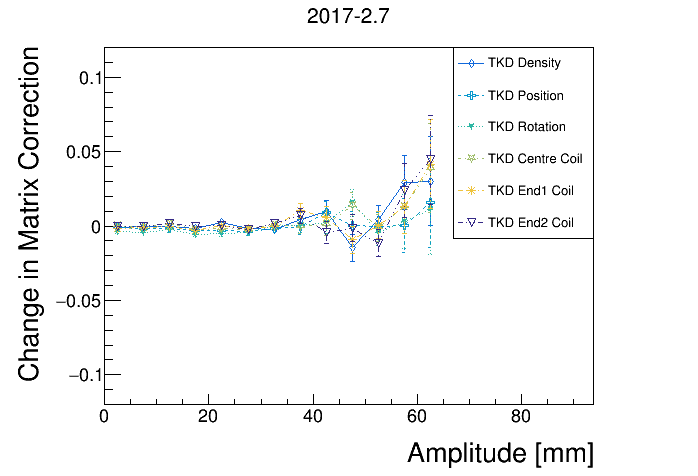 2017-2.7
Change in Matrix Correction
0.1
0.05
0
−0.05
−0.1
TKD Density
TKD Position
TKD Rotation
TKD Centre Coil
TKD End1 Coil
TKD End2 Coil
0
20
40
60
80
Amplitude [mm]